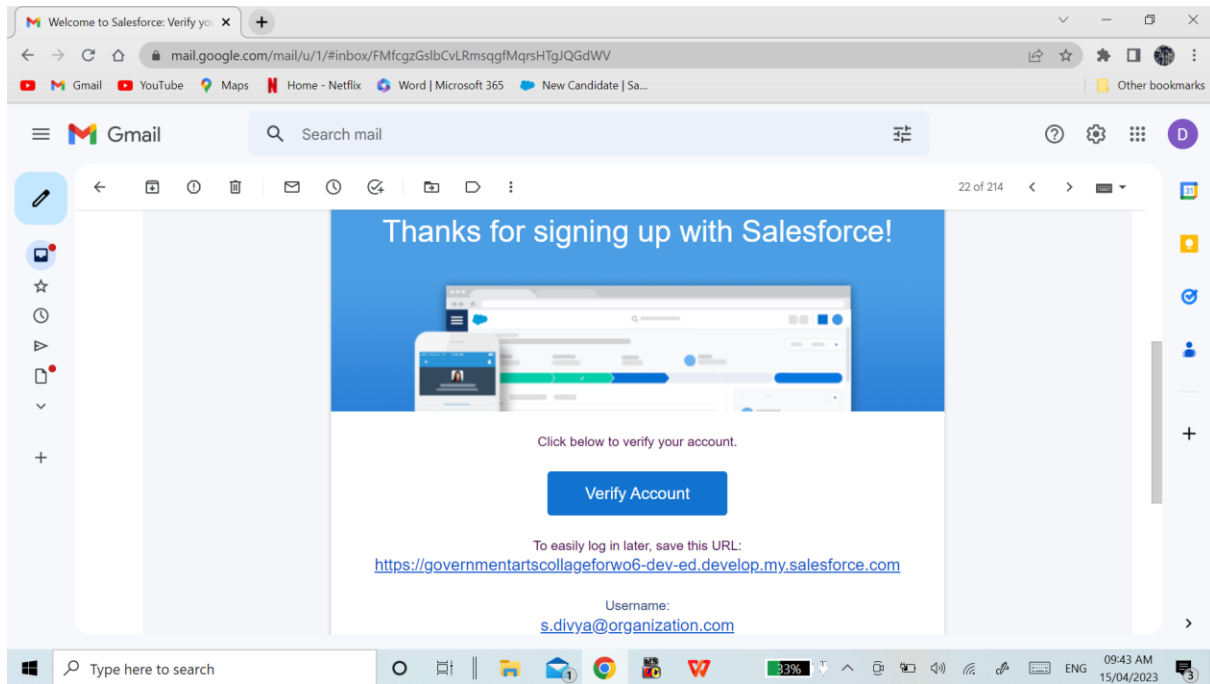 Welcome to Salesforce: Verify yo
mail.google.com/mail/u/1/#inbox/FMfcgzGslbCvLRmsqgfMqrsHTgJQGdWV
Gmail YouTube Maps Home - Netflix Word | Microsoft 365 New Candidate | Sa... Other bookmarks
Gmail Search mail D
22 of 214
31
Thanks for signing up with Salesforce!
Click below to verify your account.
Verify Account
To easily log in later, save this URL:
https://governmentartscollageforwo6-dev-ed.develop.my.salesforce.com
Username:
s.divya@organization.com
Type here to search 1 33% ENG 09:43 AM
15/04/2023 3